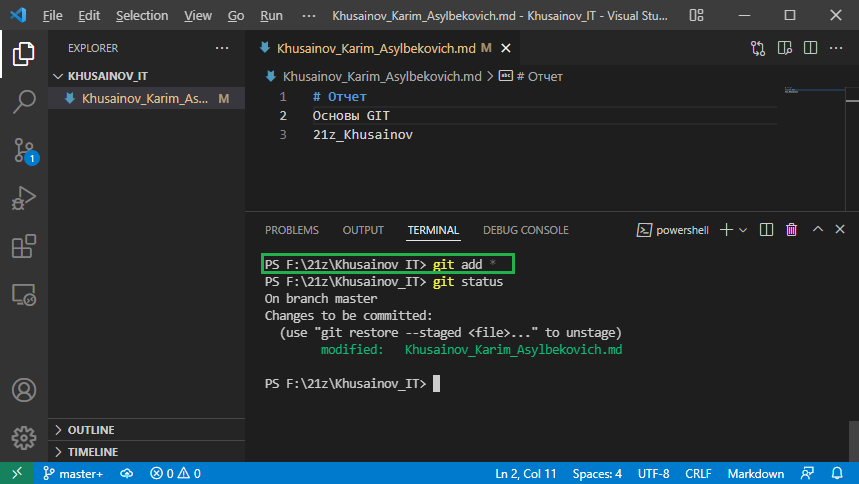 File Edit Selection View Go Run ··· Khusainov_Karim_Asylbekovich.md - Khusainov_IT - Visual Stu...
EXPLORER ···
KHUSAINOV_IT
Khusainov_Karim_As... M
1
OUTLINE
TIMELINE
Khusainov_Karim_Asylbekovich.md M
Khusainov_Karim_Asylbekovich.md > abc # Отчет
1 # Отчет
2 Основы GIT
3 21z_Khusainov
PROBLEMS OUTPUT TERMINAL DEBUG CONSOLE powershell
PS F:\21z\Khusainov_IT> git add *
PS F:\21z\Khusainov_IT> git status
On branch master
Changes to be committed:
(use "git restore --staged <file>..." to unstage)
modified: Khusainov_Karim_Asylbekovich.md
PS F:\21z\Khusainov_IT>
master+ 0 0 Ln 2, Col 11 Spaces: 4 UTF-8 CRLF Markdown